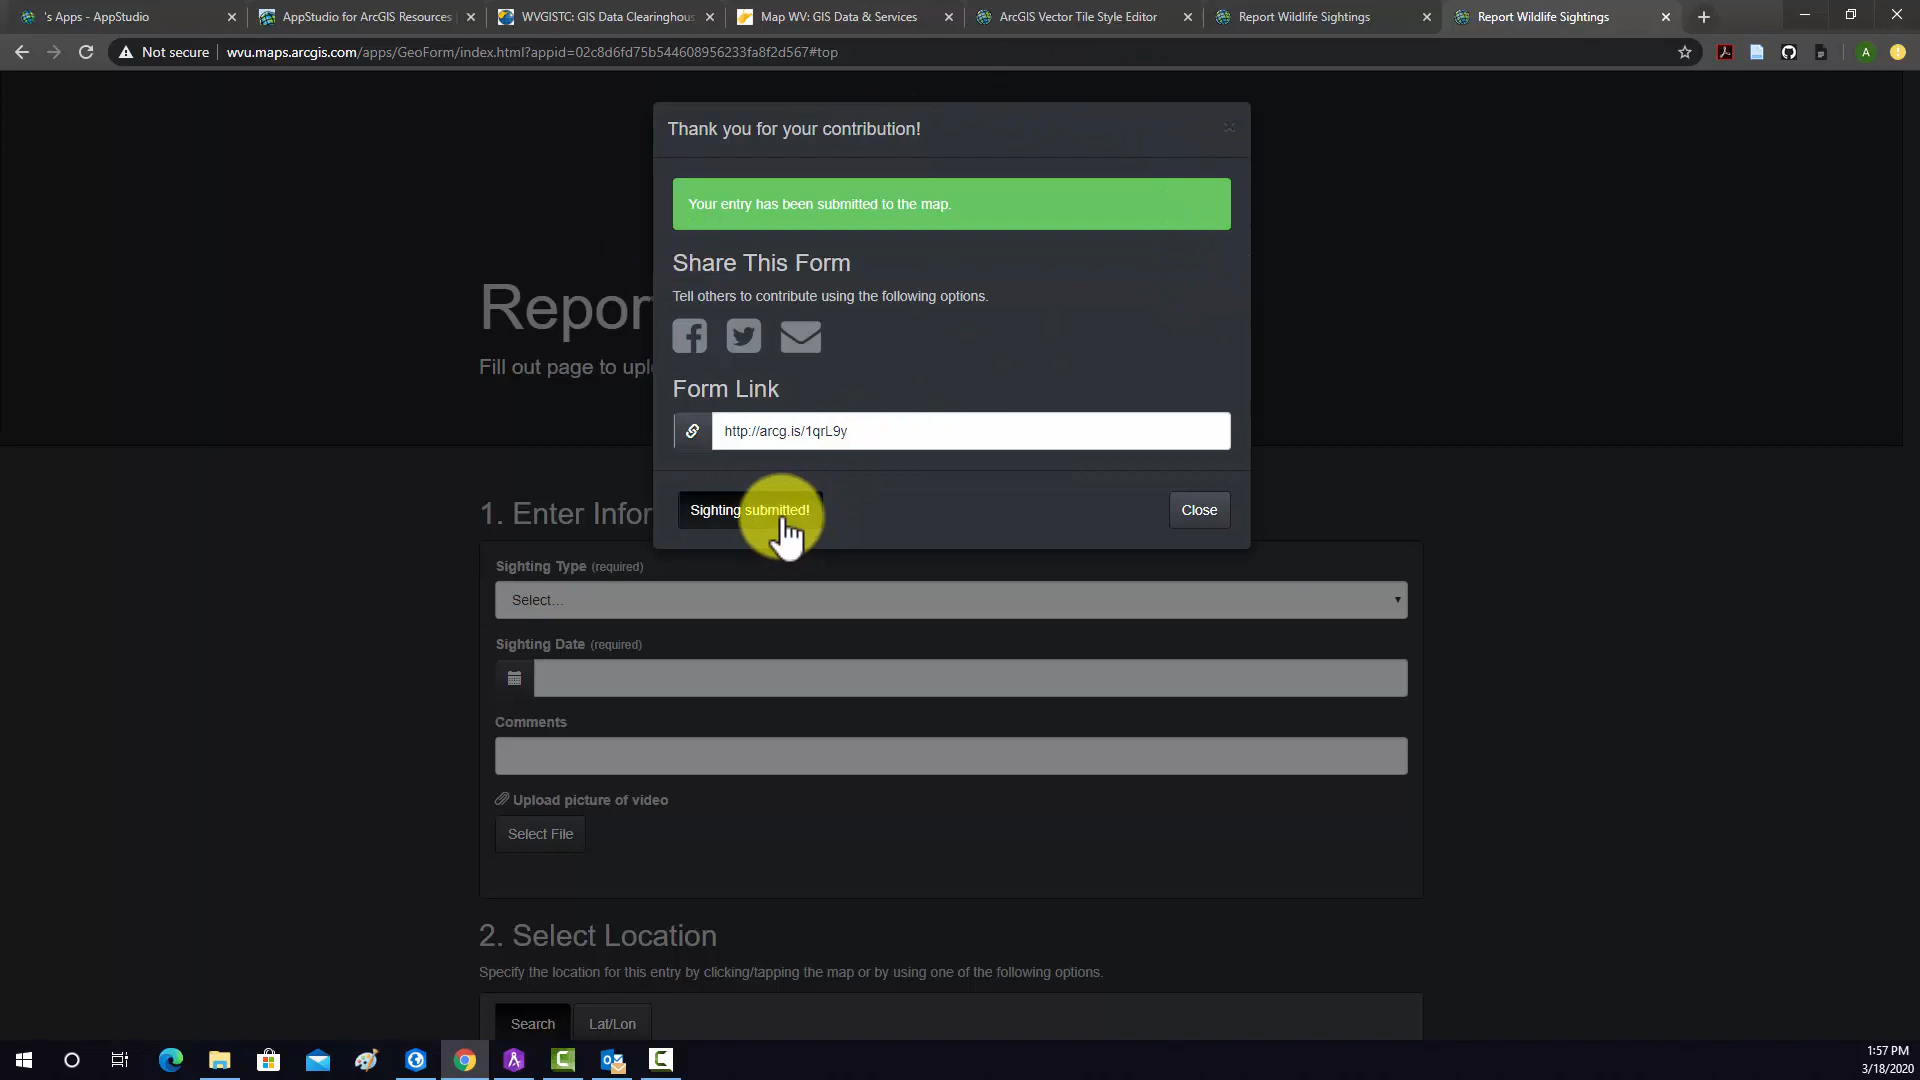 's Apps - AppStudio
AppStudio for ArcGIS Resources
WVGISTC: GIS Data Clearinghous
Map WV: GIS Data & Services
ArcGIS Vector Tile Style Editor
Report Wildlife Sightings
Report Wildlife Sightings
Not secure
wvu.maps.arcgis.com/apps/GeoForm/index.html?appid=02c8d6fd75b544608956233fa8f2d567#top
A
Thank you for your contribution!
Your entry has been submitted to the map.
Share This Form
Tell others to contribute using the following options.
Repor
Fill out page to upl
Form Link
http://arcg.is/1qrL9y
Sighting submitted!
Close
1. Enter Infor
Sighting Type (required)
Select...
Sighting Date (required)
Comments
Upload picture of video
Select File
2. Select Location
Specify the location for this entry by clicking/tapping the map or by using one of the following options.
Search
Lat/Lon
1:57 PM
3/18/2020